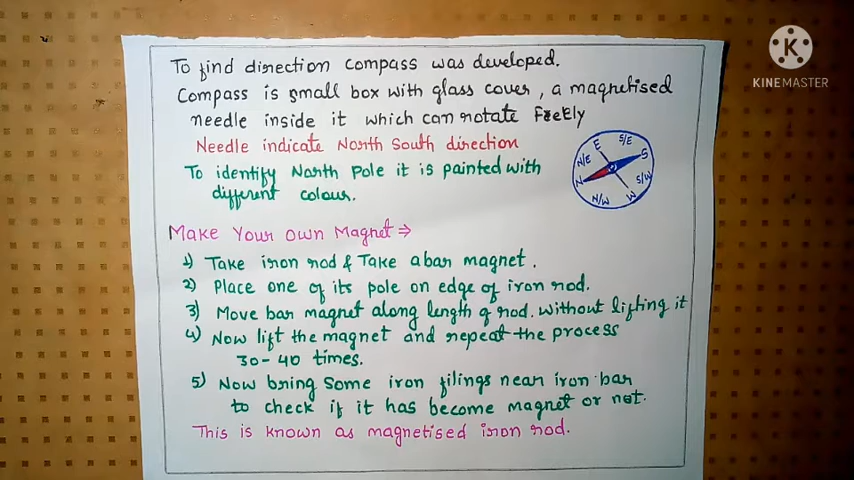 To find direction compass was developed.
Compass is small box with glass cover, a magnetised
needle inside it which can rotate Freely
Needle indicate North South direction
To identify North Pole it is painted with
different colour.
E
S/E
N/E
S
N
S/W
N/W
W
Make Your own Magnet ⇒
1) Take iron rod & Take a bar magnet.
2) Place one of its pole on edge of iron rod.
3) Move bar magnet along length of rod. without lifting it
4) Now lift the magnet and repeat the process
30-40 times.
5) Now bring some iron filings near iron bar
to check if it has become magnet or not.
This is known as magnetised iron rod.
K
KINEMASTER